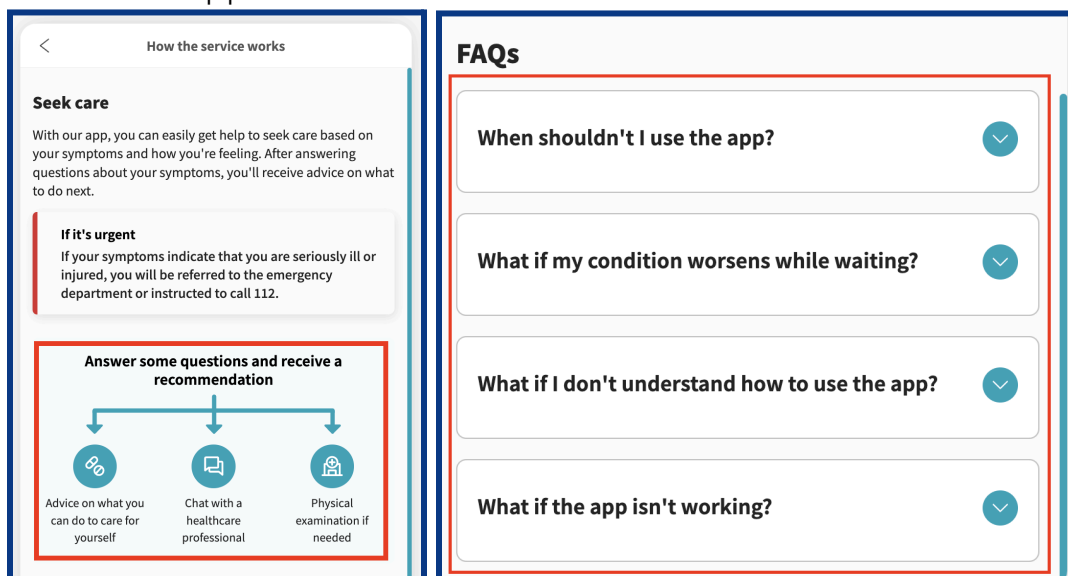 How the service works
Seek care
With our app, you can easily get help to seek care based on
your symptoms and how you're feeling. After answering
questions about your symptoms, you'll receive advice on what
to do next.
If it's urgent
If your symptoms indicate that you are seriously ill or
injured, you will be referred to the emergency
department or instructed to call 112.
Answer some questions and receive a
recommendation
Advice on what you
can do to care for
yourself
Chat with a
healthcare
professional
Physical
examination if
needed
FAQs
When shouldn't I use the app?
What if my condition worsens while waiting?
What if I don't understand how to use the app?
What if the app isn't working?